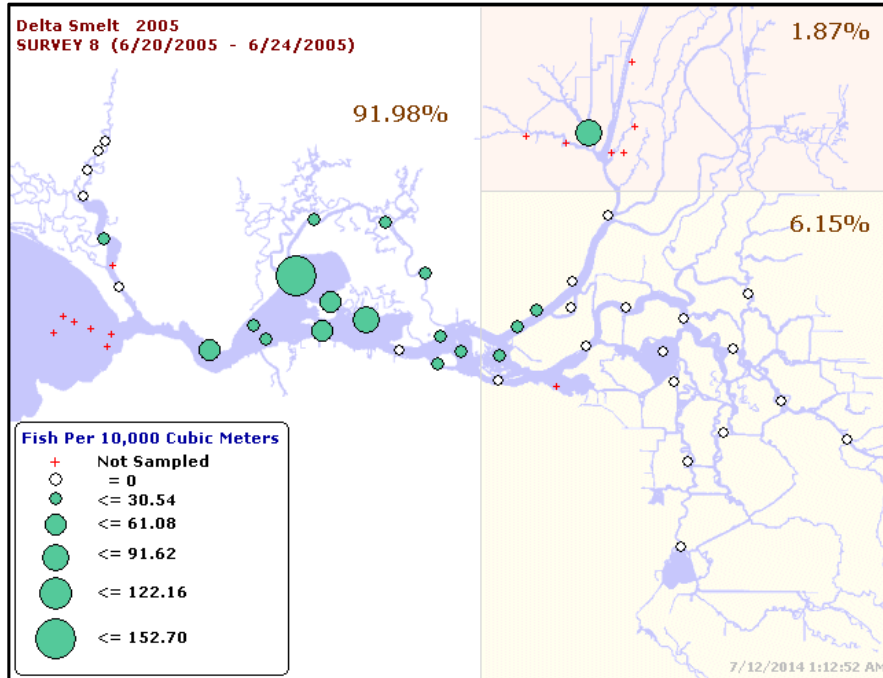 Delta Smelt 2005
SURVEY 8 (6/20/2005 - 6/24/2005)
1.87%
91.98%
6.15%
Fish Per 10,000 Cubic Meters
Not Sampled
= 0
<= 30.54
<= 61.08
<= 91.62
<= 122.16
<= 152.70
7/12/2014 1:12:52 AM